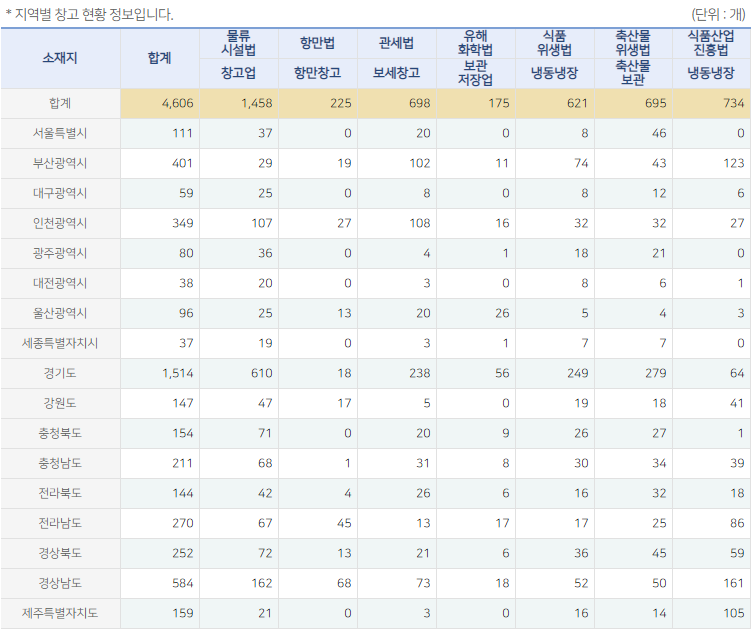 * 지역별 창고 현황 정보입니다. (단위 : 개)
소재지 합계 물류시설법 항만법 관세법 유해화학법 식품위생법 축산물위생법 식품산업진흥법
창고업 항만창고 보세창고 보관저장업 냉동냉장 축산물보관 냉동냉장
합계 4,606 1,458 225 698 175 621 695 734
서울특별시 111 37 0 20 0 8 46 0
부산광역시 401 29 19 102 11 74 43 123
대구광역시 59 25 0 8 0 8 12 6
인천광역시 349 107 27 108 16 32 32 27
광주광역시 80 36 0 4 1 18 21 0
대전광역시 38 20 0 3 0 8 6 1
울산광역시 96 25 13 20 26 5 4 3
세종특별자치시 37 19 0 3 1 7 7 0
경기도 1,514 610 18 238 56 249 279 64
강원도 147 47 17 5 0 19 18 41
충청북도 154 71 0 20 9 26 27 1
충청남도 211 68 1 31 8 30 34 39
전라북도 144 42 4 26 6 16 32 18
전라남도 270 67 45 13 17 17 25 86
경상북도 252 72 13 21 6 36 45 59
경상남도 584 162 68 73 18 52 50 161
제주특별자치도 159 21 0 3 0 16 14 105